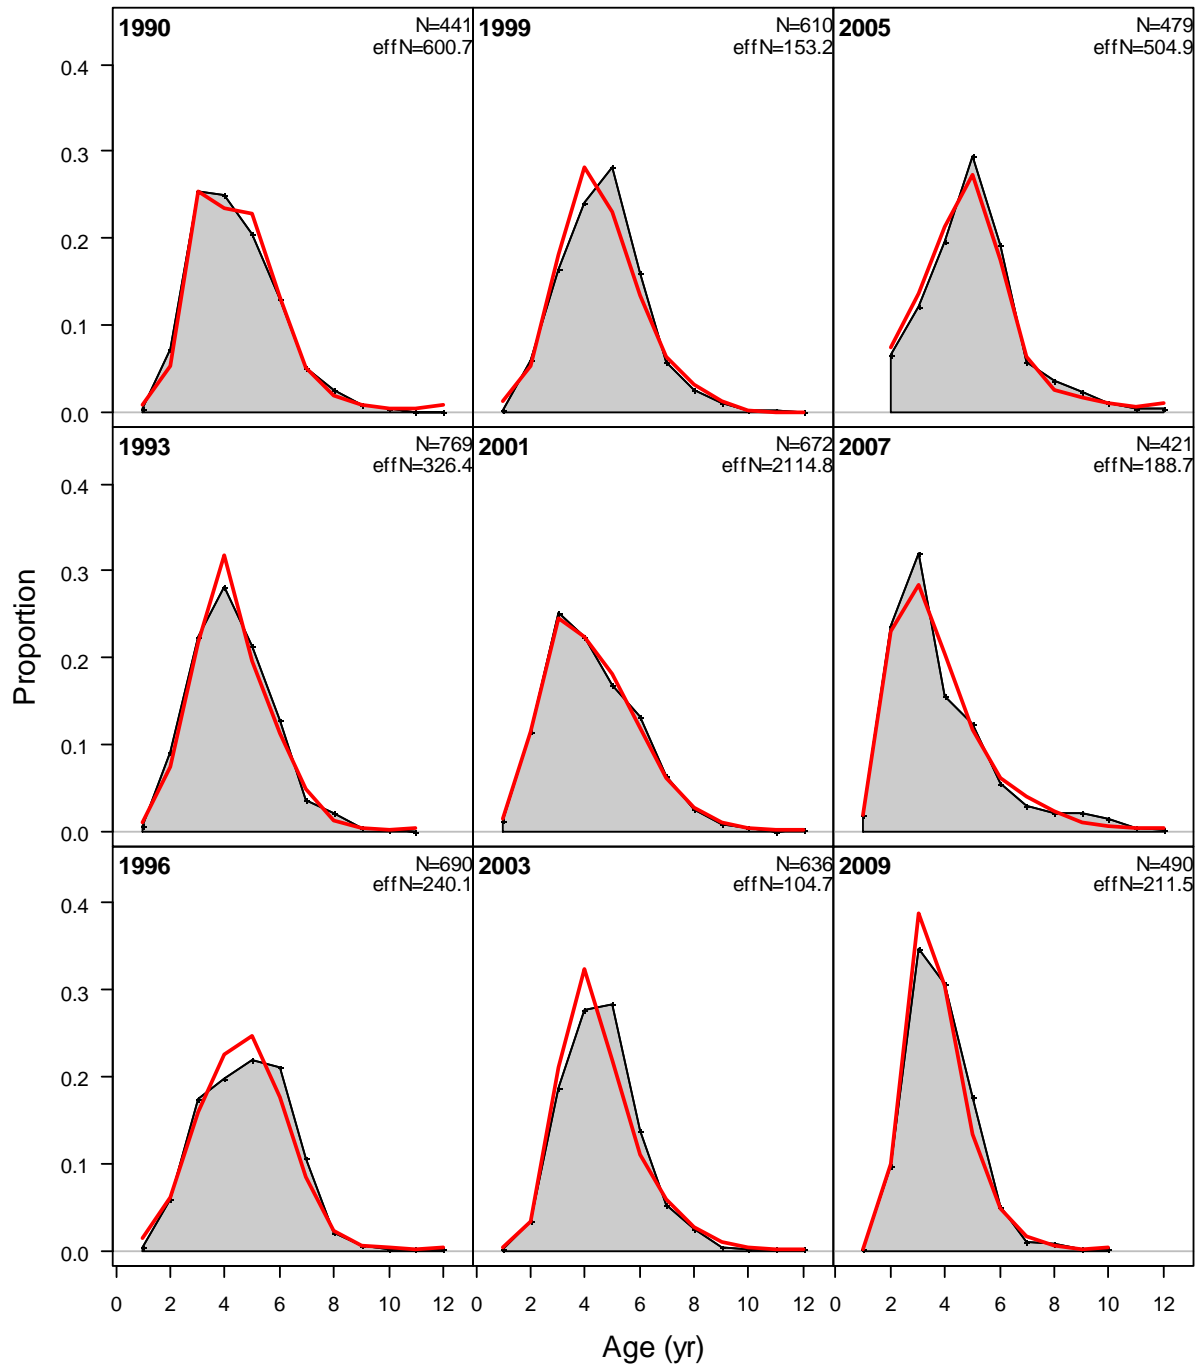 1990 N=441
effN=600.7
1999 N=610
effN=153.2
2005 N=479
effN=504.9
0.4
0.3
0.2
0.1
0.0
1993 N=769
effN=326.4
2001 N=672
effN=2114.8
2007 N=421
effN=188.7
0.4
0.3
0.2
0.1
0.0
Proportion
1996 N=690
effN=240.1
2003 N=636
effN=104.7
2009 N=490
effN=211.5
0.4
0.3
0.2
0.1
0.0
0 2 4 6 8 10 12
0 2 4 6 8 10 12
0 2 4 6 8 10 12
Age (yr)